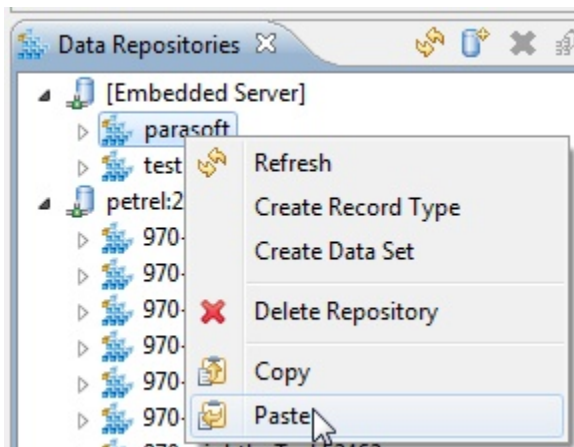 Data Repositories
[Embedded Server]
parasoft
test
petrel:2
970-
970-
970-
970-
970-
970-
Refresh
Create Record Type
Create Data Set
Delete Repository
Copy
Paste